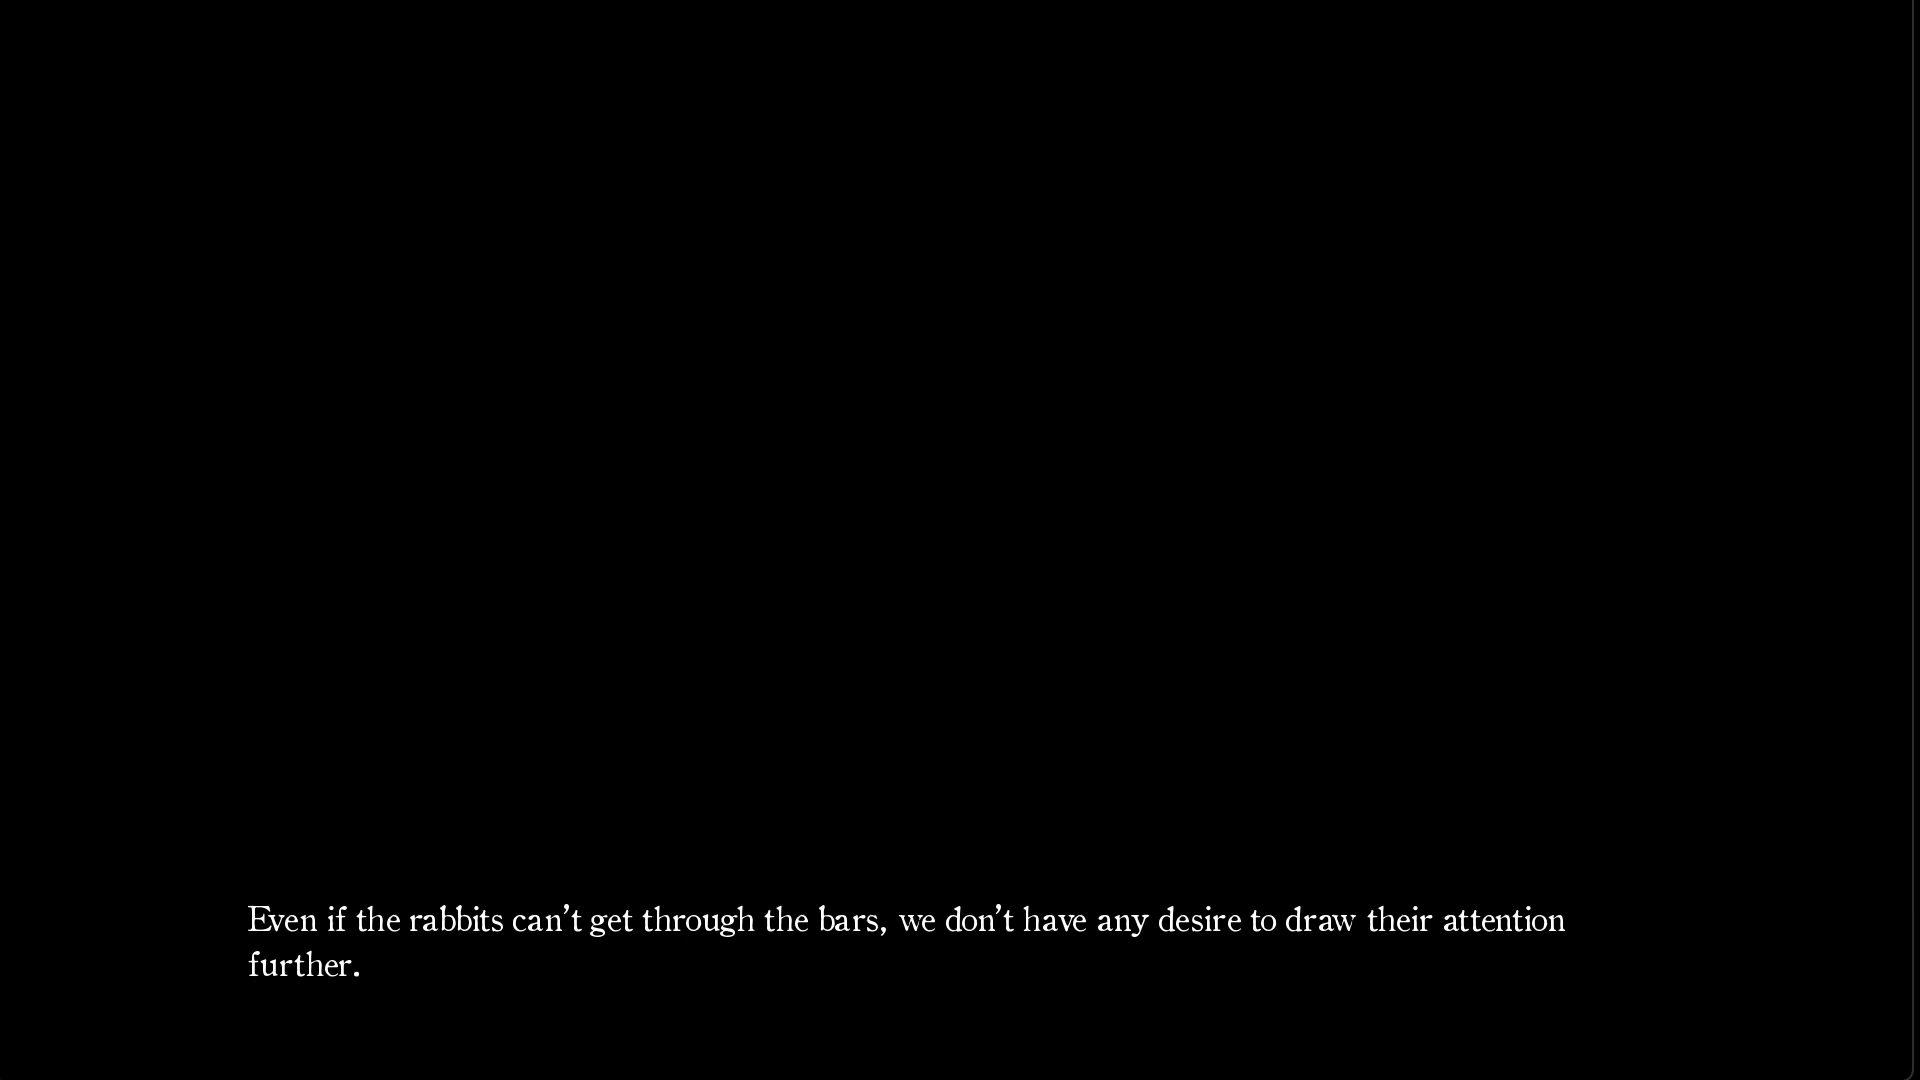 Even if the rabbits can’t get through the bars, we don’t have any desire to draw their attention
further.